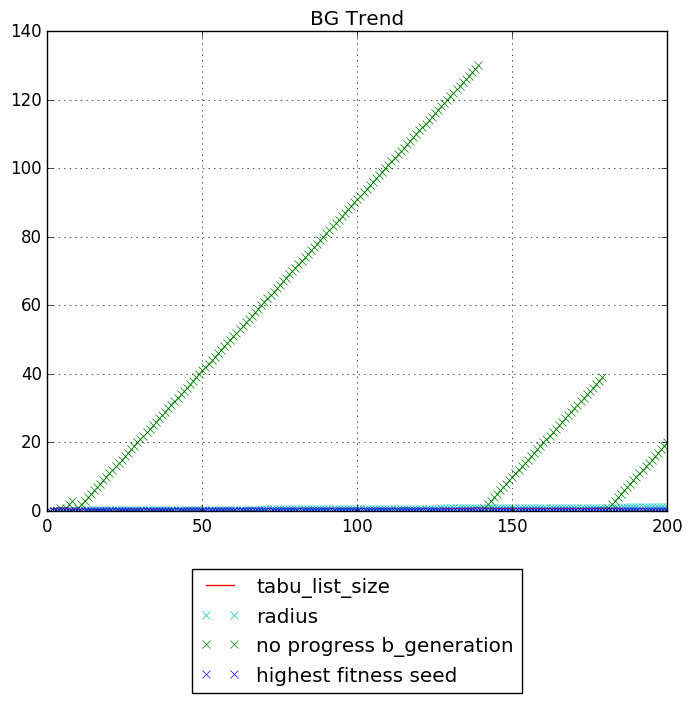 BG Trend
140
120
100
80
60
40
20
0
0 50 100 150 200
tabu_list_size
radius
no progress b_generation
highest fitness seed